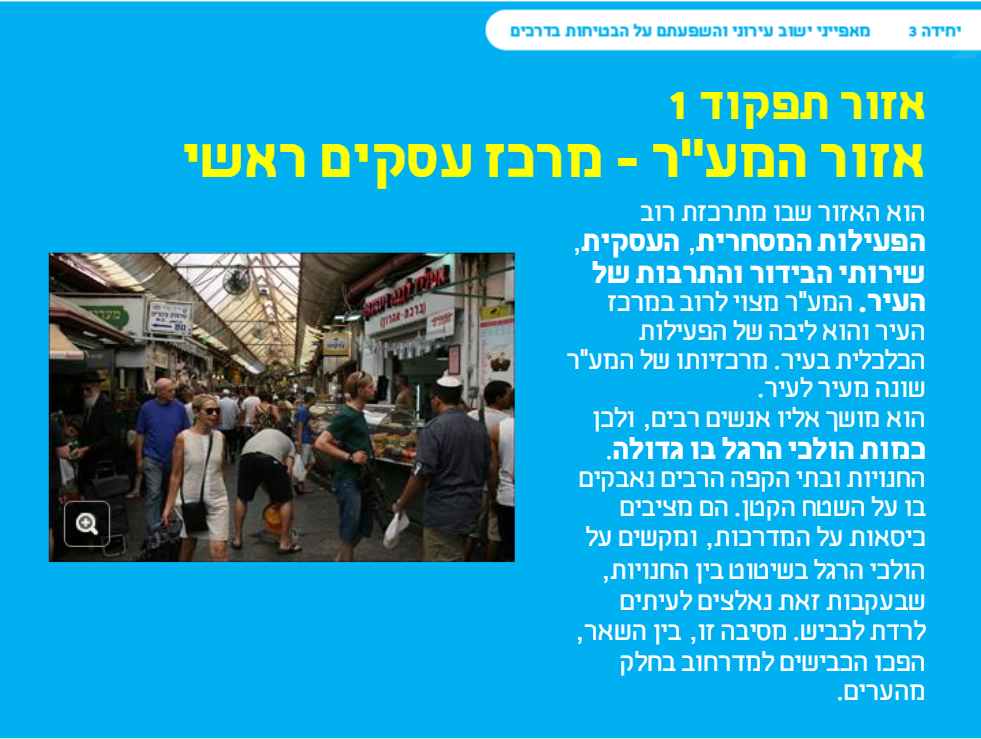 יחידה 3 מאפייני ישוב עירוני והשפעתם על הבטיחות בדרכים
אזור תפקוד 1
אזור המע"ר - מרכז עסקים ראשי
הוא האזור שבו מתרכזת רוב
הפעילות המסחרית, העסקית,
שירותי הבידור והתרבות של
העיר. המע"ר מצוי לרוב במרכז
העיר והוא ליבה של הפעילות
הכלכלית בעיר. מרכזיותו של המע"ר
שונה מעיר לעיר.
הוא מושך אליו אנשים רבים, ולכן
כמות הולכי הרגל בו גדולה.
החנויות ובתי הקפה הרבים נאבקים
בו על השטח הקטן. הם מציבים
כיסאות על המדרכות, ומקשים על
הולכי הרגל בשיטוט בין החנויות,
שבעקבות זאת נאלצים לעיתים
לרדת לכביש. מסיבה זו, בין השאר,
הפכו הכבישים למדרחוב בחלק
מהערים.